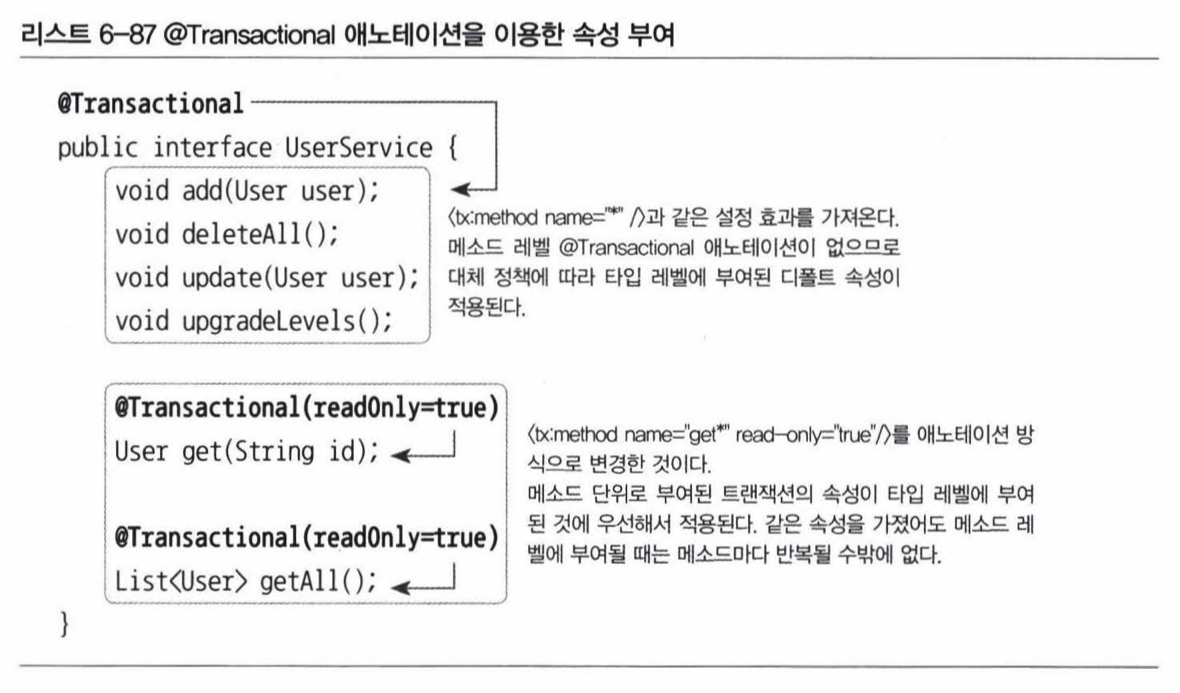 리스트 6-87 @Transactional 애노테이션을 이용한 속성 부여
@Transactional
public interface UserService {
void add(User user);
void deleteAll();
void update(User user);
void upgradeLevels();
<tx:method name="*" />과 같은 설정 효과를 가져온다.
메소드 레벨 @Transactional 애노테이션이 없으므로
대체 정책에 따라 타입 레벨에 부여된 디폴트 속성이
적용된다.
@Transactional(readOnly=true)
User get(String id);
@Transactional(readOnly=true)
List<User> getAll();
<tx:method name="get*" read-only="true"/>를 애노테이션 방
식으로 변경한 것이다.
메소드 단위로 부여된 트랜잭션의 속성이 타입 레벨에 부여
된 것에 우선해서 적용된다. 같은 속성을 가졌어도 메소드 레
벨에 부여될 때는 메소드마다 반복될 수밖에 없다.
}